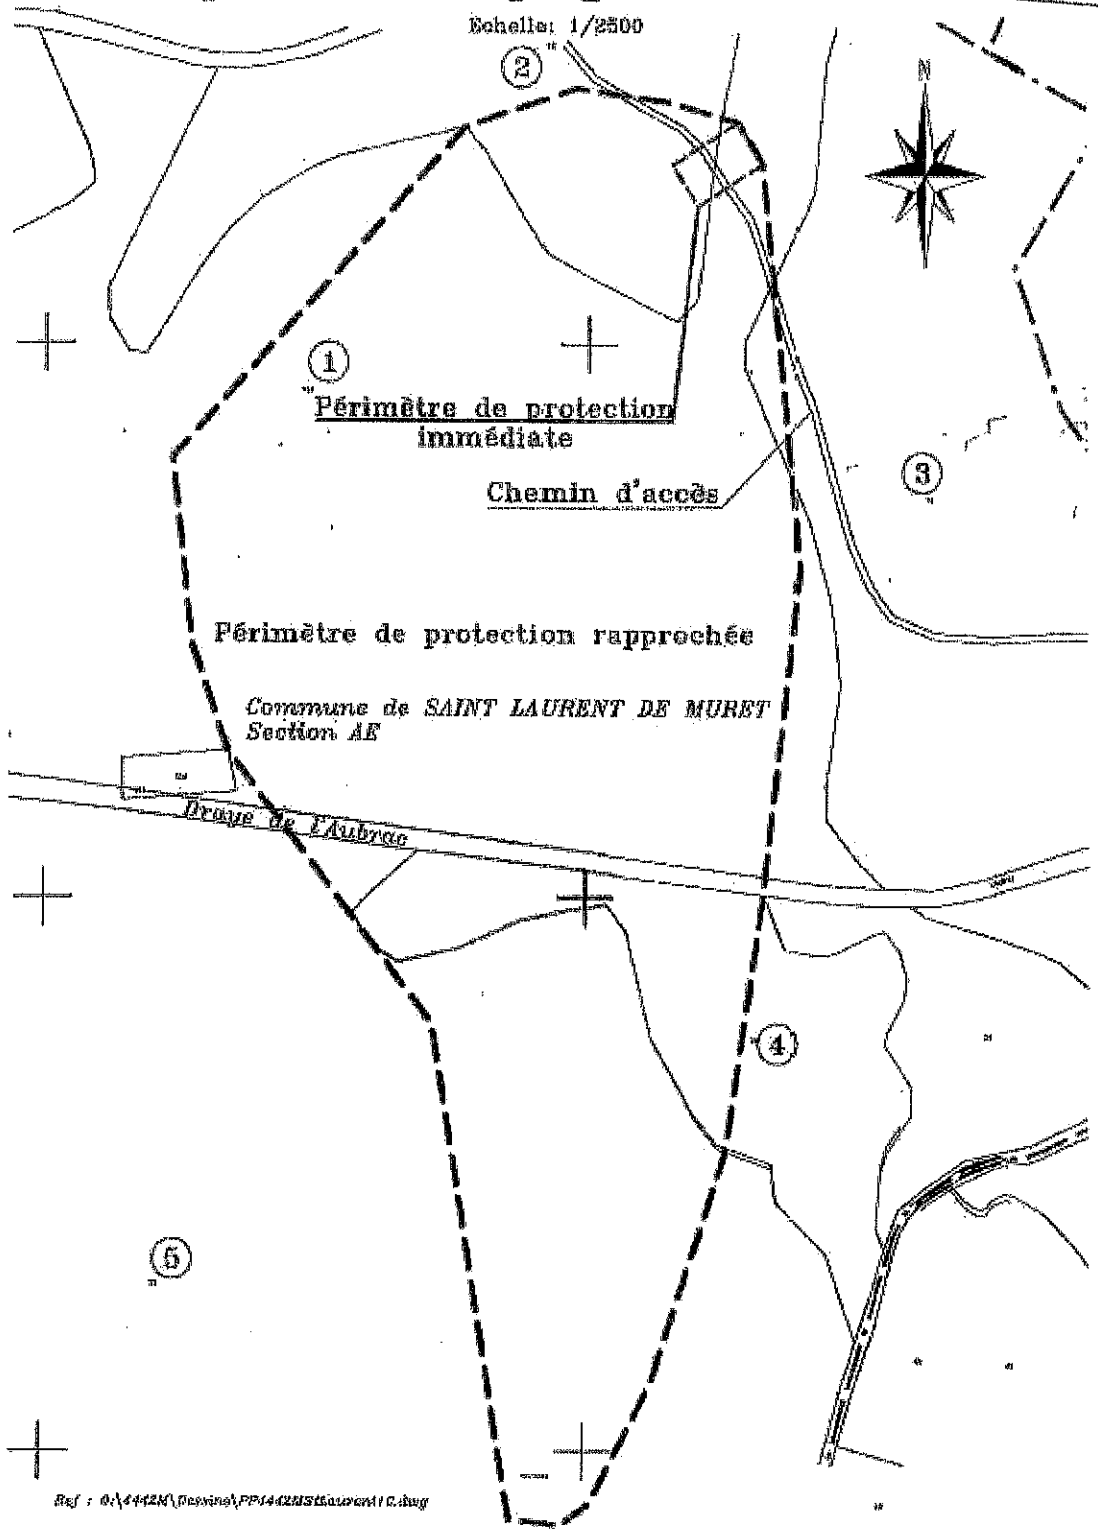 Echelle: 1/2500
2
N
1
Périmètre de protection
immédiate
3
Chemin d'accès
Périmètre de protection rapprochée
Commune de SAINT LAURENT DE MURET
Section AE
Draye de l'Aubrac
4
5